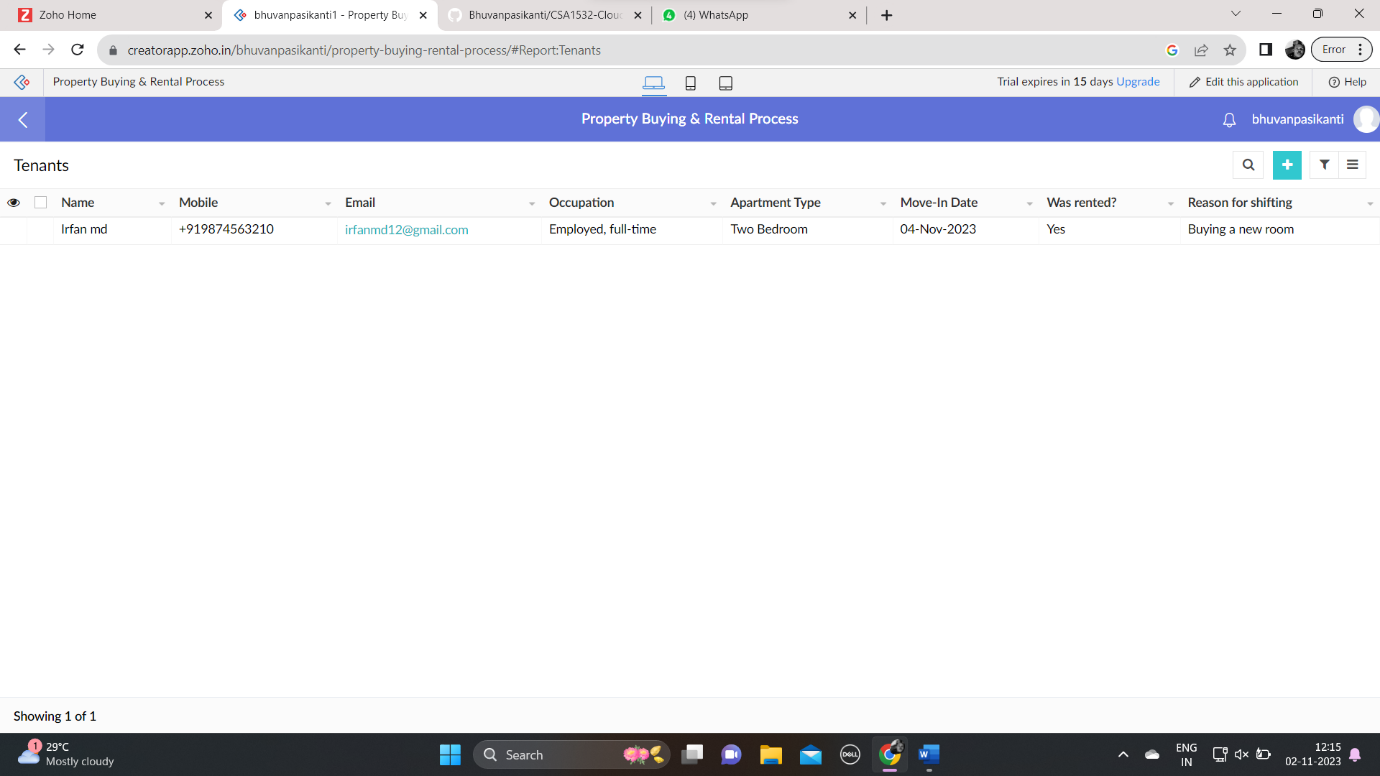 Zoho Home
bhuvanpasikanti1 - Property Bu
Bhuvanpasikanti/CSA1532-Clou
(4) WhatsApp
creatorapp.zoho.in/bhuvanpasikanti/property-buying-rental-process/#Report:Tenants
Error
Property Buying & Rental Process
Trial expires in 15 days Upgrade
Edit this application
Help
Property Buying & Rental Process
bhuvanpasikanti
Tenants
Name Mobile Email Occupation Apartment Type Move-In Date Was rented? Reason for shifting
Irfan md +919874563210 irfanmd12@gmail.com Employed, full-time Two Bedroom 04-Nov-2023 Yes Buying a new room
Showing 1 of 1
1
29°C
Mostly cloudy
Search
DELL
W
ENG
IN
12:15
02-11-2023